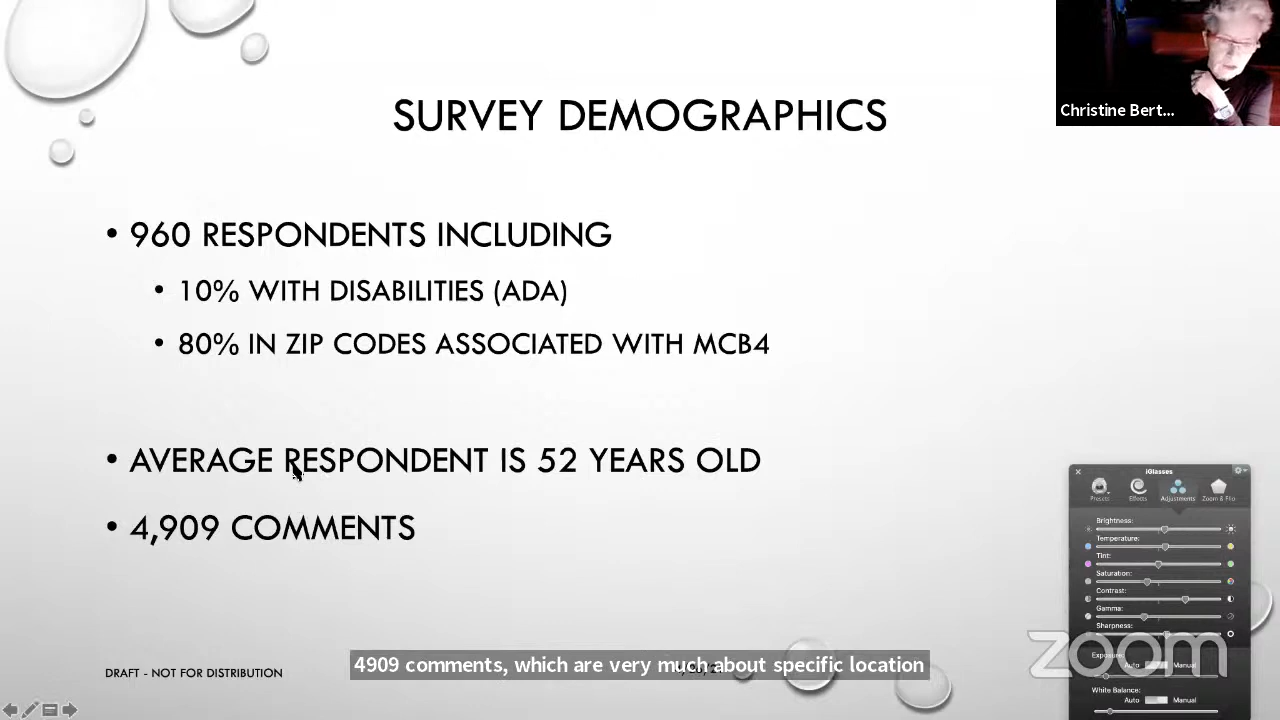 SURVEY DEMOGRAPHICS
Christine Bert...
• 960 RESPONDENTS INCLUDING
• 10% WITH DISABILITIES (ADA)
• 80% IN ZIP CODES ASSOCIATED WITH MCB4
• AVERAGE RESPONDENT IS 52 YEARS OLD
• 4,909 COMMENTS
DRAFT - NOT FOR DISTRIBUTION
4909 comments, which are very much about specific location
iGlasses
Presets Effects Adjustments Zoom & Flip
Brightness:
Temperature:
Tint:
Saturation:
Contrast:
Gamma:
Sharpness:
Exposure:
Auto Manual
White Balance:
Auto Manual
zoom